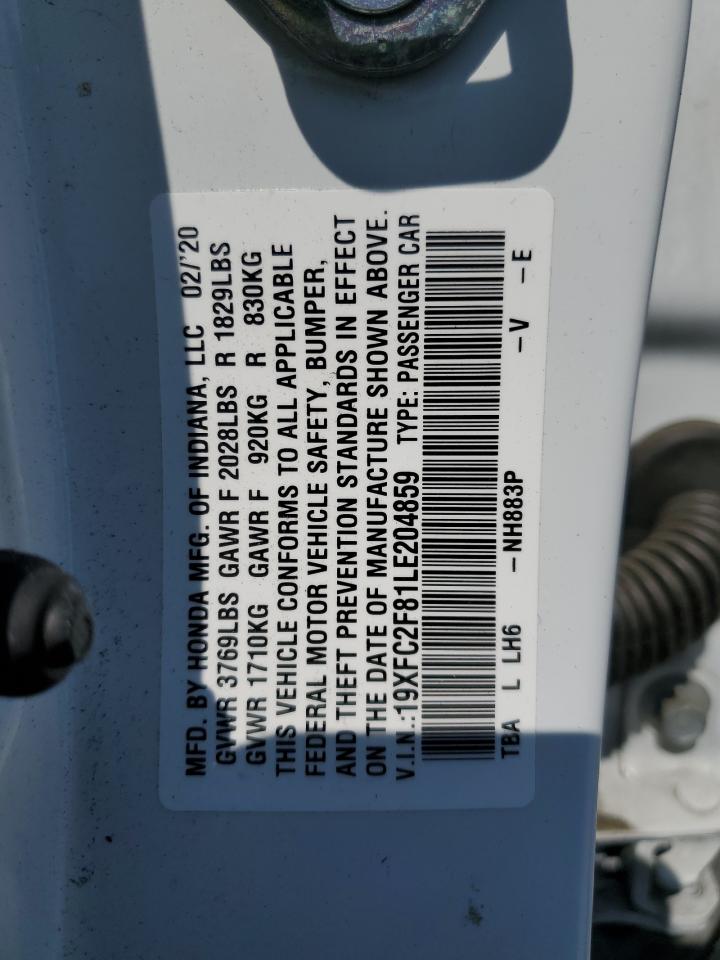 MFD. BY HONDA MFG. OF INDIANA, LLC 02/'20
GVWR 3769LBS GAWR F 2028LBS R 1829LBS
GVWR 1710KG GAWR F 920KG R 830KG
THIS VEHICLE CONFORMS TO ALL APPLICABLE
FEDERAL MOTOR VEHICLE SAFETY, BUMPER,
AND THEFT PREVENTION STANDARDS IN EFFECT
ON THE DATE OF MANUFACTURE SHOWN ABOVE.
V.I.N.:19XFC2F81LE204859 TYPE: PASSENGER CAR
TBA L LH6 -NH883P -V -E